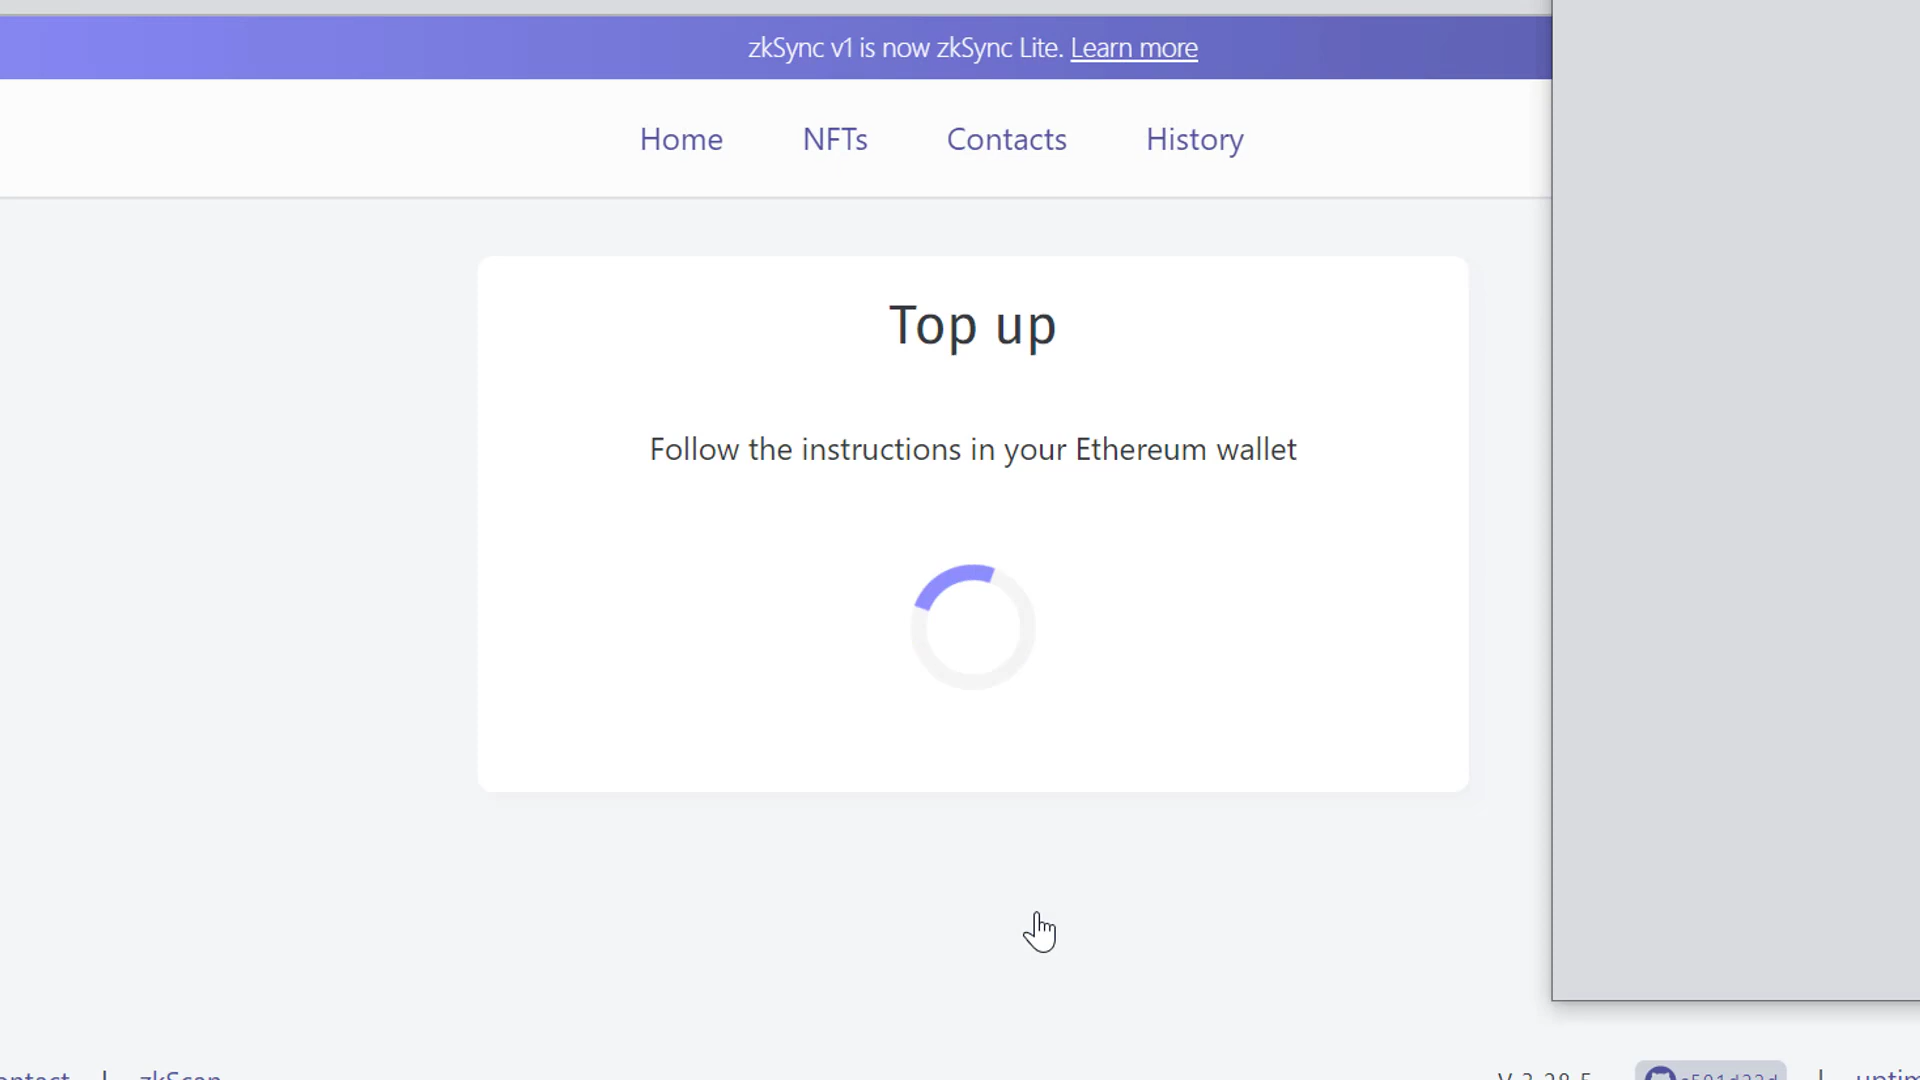 zkSync v1 is now zkSync Lite. Learn more
Home NFTs Contacts History
Top up
Follow the instructions in your Ethereum wallet
zkScan